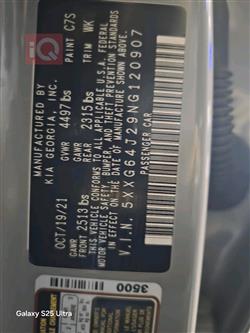 MANUFACTURED BY
KIA GEORGIA, INC.
PAINT C7S
TRIM WK
OCT/19/21
GVWR 4497lbs
GAWR FRONT 2513lbs
GAWR REAR 2315lbs
THIS VEHICLE CONFORMS TO ALL APPLICABLE U.S.A FEDERAL
MOTOR VEHICLE SAFETY, BUMPER, AND THEFT PREVENTION STANDARDS
IN EFFECT ON THE DATE OF MANUFACTURE SHOWN ABOVE.
V.I.N. 5XXG64J29NG120907
PASSENGER CAR
3500
Galaxy S25 Ultra